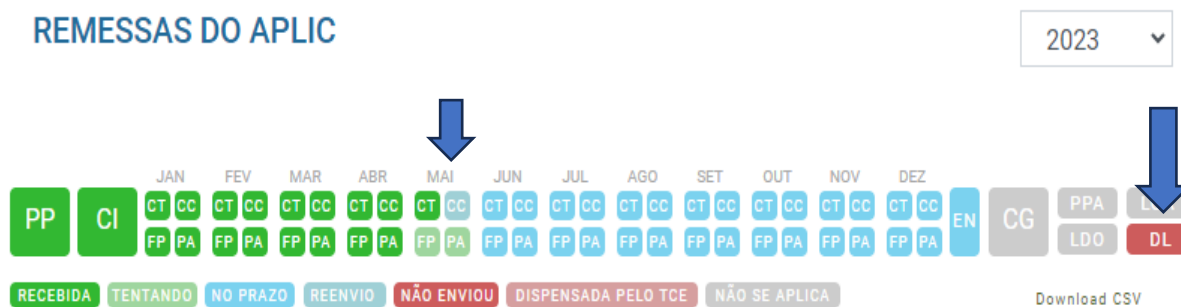 REMESSAS DO APLIC
2023
JAN FEV MAR ABR MAI JUN JUL AGO SET OUT NOV DEZ
PP CI CT CC CT CC CT CC CT CC CT CC CT CC CT CC CT CC CT CC CT CC CT CC CT CC EN CG PPA
FP PA FP PA FP PA FP PA FP PA FP PA FP PA FP PA FP PA FP PA FP PA FP PA LDO DL
RECEBIDA TENTANDO NO PRAZO REENVIO NÃO ENVIOU DISPENSADA PELO TCE NÃO SE APLICA Download CSV